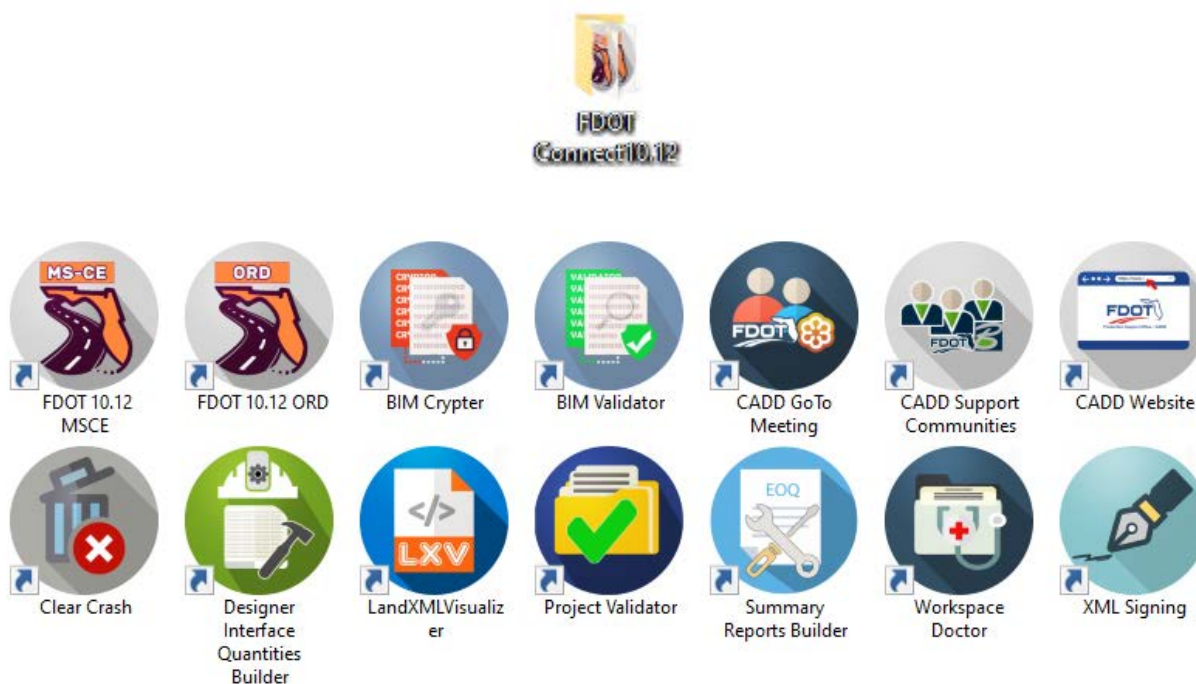 FDOT
Connect10.12
MS-CE
ORD
FDOT
FDOT
FDOT
FDOT 10.12
MSCE
FDOT 10.12 ORD
BIM Crypter
BIM Validator
CADD GoTo
Meeting
CADD Support
Communities
CADD Website
</>
LXV
EOQ
Clear Crash
Designer
Interface
Quantities
Builder
LandXMLVisualiz
er
Project Validator
Summary
Reports Builder
Workspace
Doctor
XML Signing